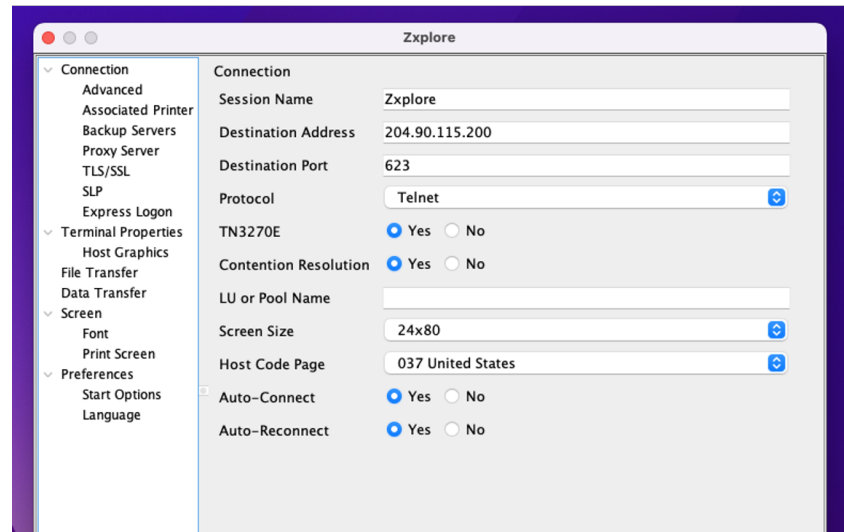 Zxplore
Connection
Advanced
Associated Printer
Backup Servers
Proxy Server
TLS/SSL
SLP
Express Logon
Terminal Properties
Host Graphics
File Transfer
Data Transfer
Screen
Font
Print Screen
Preferences
Start Options
Language
Connection
Session Name Zxplore
Destination Address 204.90.115.200
Destination Port 623
Protocol Telnet
TN3270E Yes No
Contention Resolution Yes No
LU or Pool Name
Screen Size 24x80
Host Code Page 037 United States
Auto-Connect Yes No
Auto-Reconnect Yes No